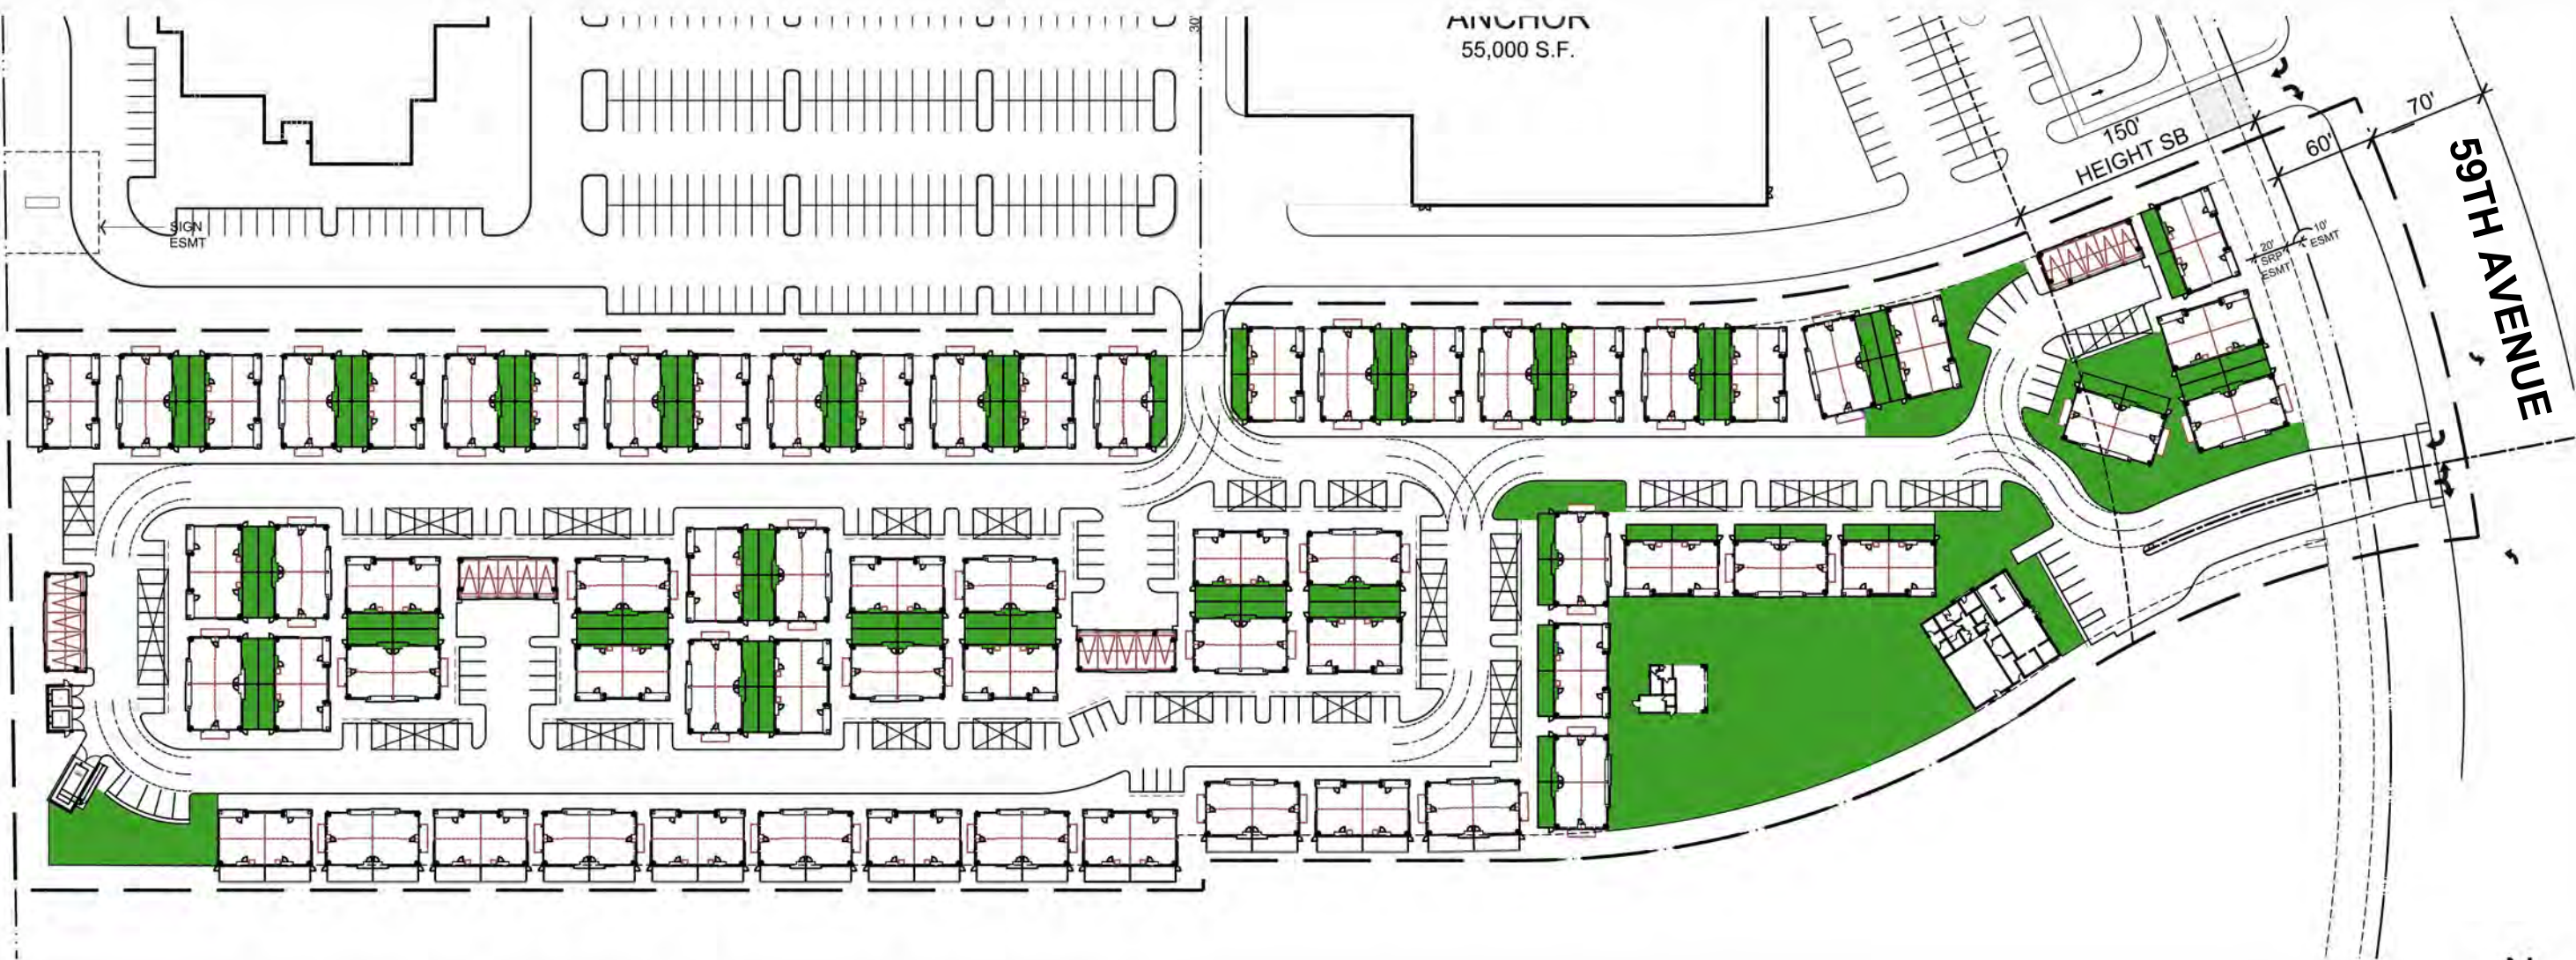 ANCHOR
55,000 S.F.
30'
SIGN
ESMT
150'
HEIGHT SB
60'
70'
59TH AVENUE
20'
SRP
ESMT
10'
ESMT